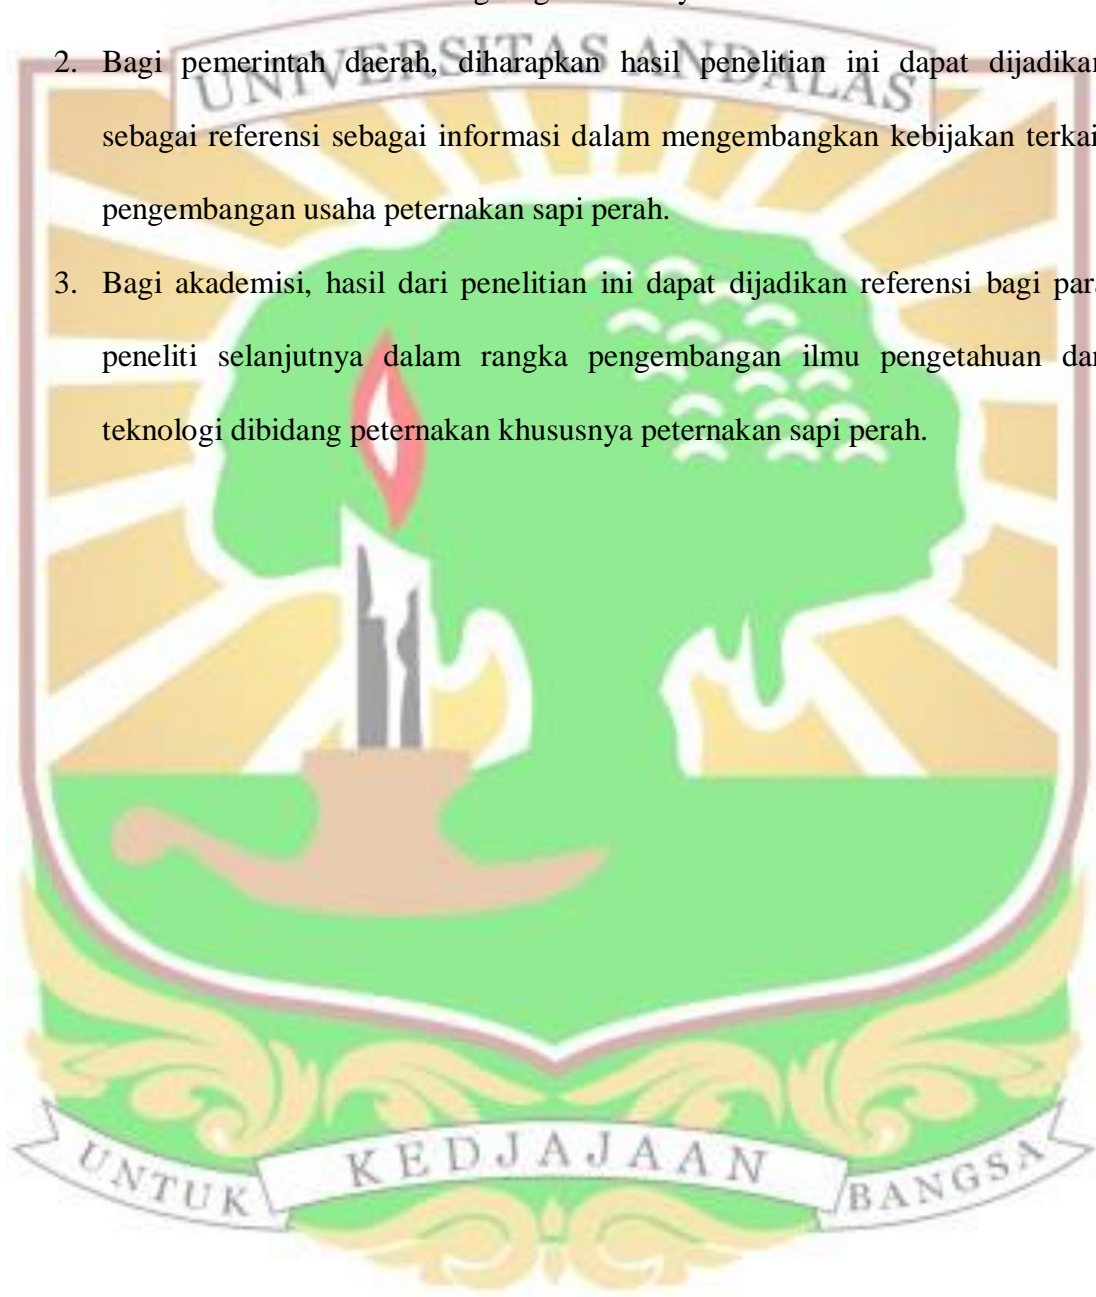 UNIVERSITAS ANDALAS
2. Bagi pemerintah daerah, diharapkan hasil penelitian ini dapat dijadikan
sebagai referensi sebagai informasi dalam mengembangkan kebijakan terkai
pengembangan usaha peternakan sapi perah.
3. Bagi akademisi, hasil dari penelitian ini dapat dijadikan referensi bagi para
peneliti selanjutnya dalam rangka pengembangan ilmu pengetahuan dan
teknologi dibidang peternakan khususnya peternakan sapi perah.
UNTUK KEDJAJAAN BANGSA